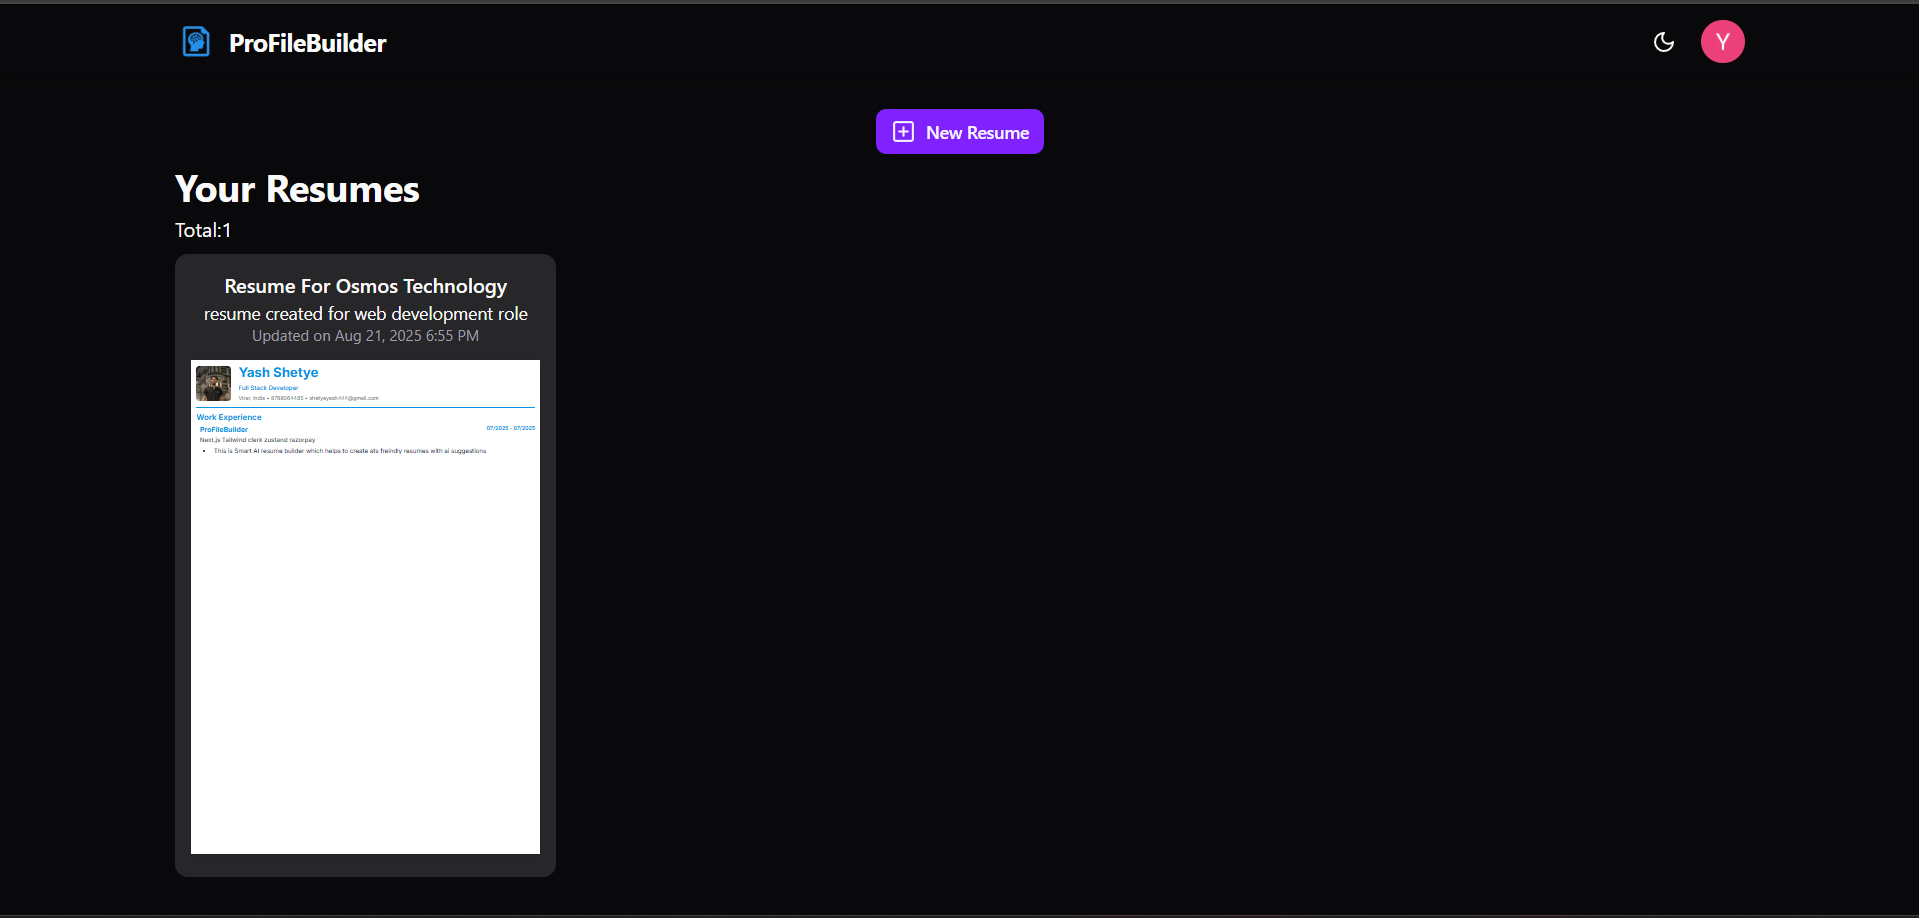 ProFileBuilder
Y
New Resume
Your Resumes
Total:1
Resume For Osmos Technology
resume created for web development role
Updated on Aug 21, 2025 6:55 PM
Yash Shetye
Full Stack Developer
Virar, India • 8788064485 • shetyeyash444@gmail.com
Work Experience
ProFileBuilder 07/2025 - 07/2025
Next.js Tailwind clerk zustand razorpay
• This is Smart AI resume builder which helps to create ats freindly resumes with ai suggestions